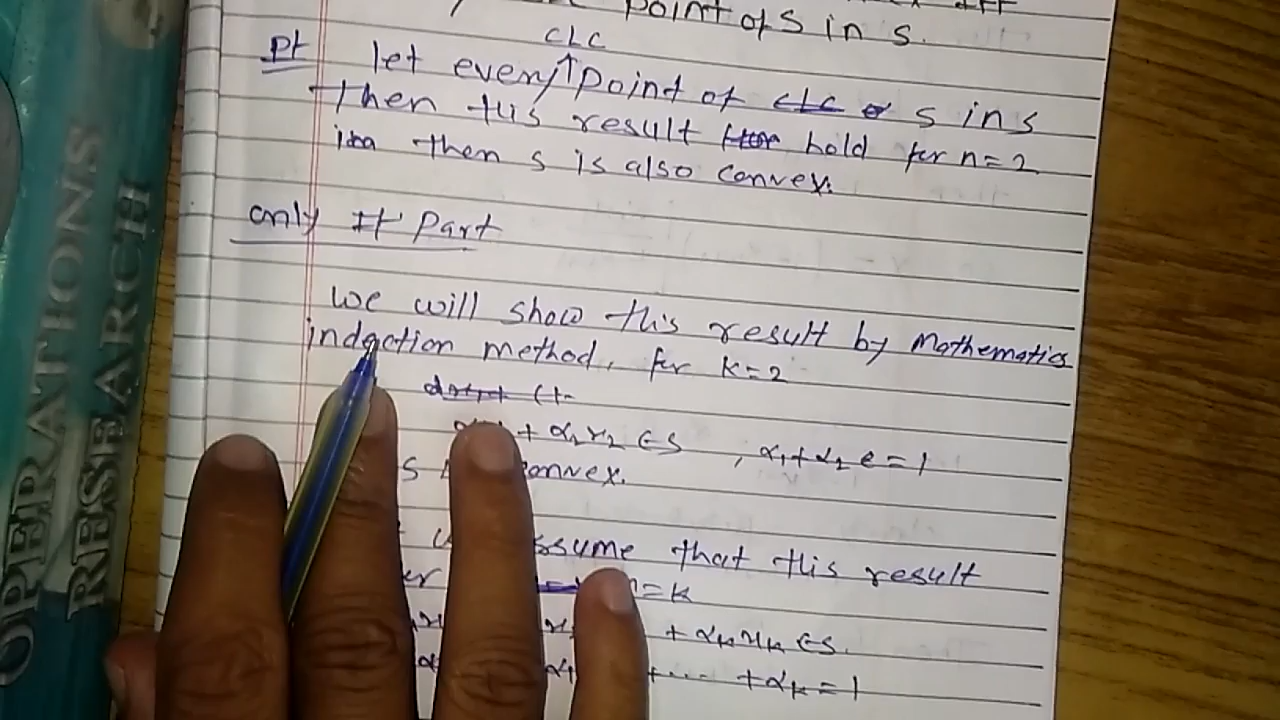 point of S in S.
CLC
Pf let every ↑ point of CLC S in S
Then this result hold for n=2
then S is also convex.
only If Part
We will show this result by Mathematics
induction method, for k=2
+ α₂x₂ ∈ S , α₁+α₂ = 1
S convex.
assume that this result
n=k
+ αₖxₖ ∈ S.
+.... +αₖ=1
OPERATIONS
RESEARCH